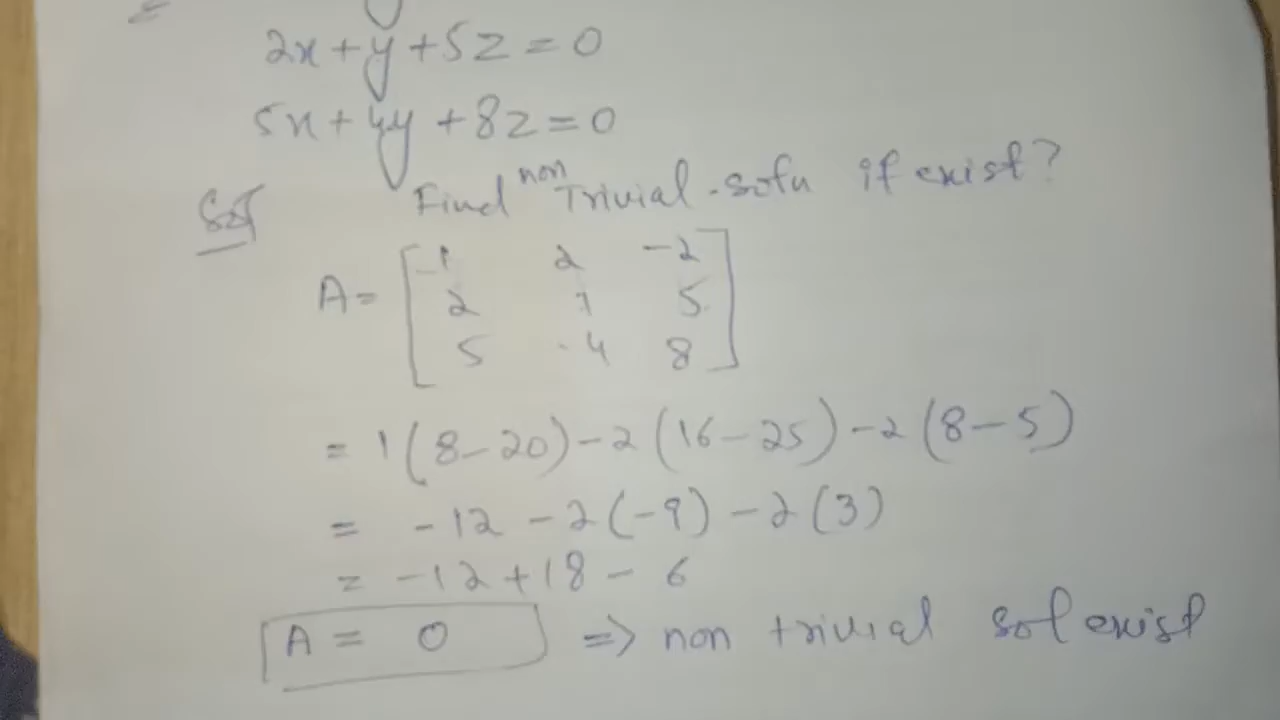 2x+y+5z=0
5x+4y+8z=0
Find non Trivial soln if exist?
Sol
A= [ 1 2 -2
2 1 5
5 4 8 ]
= 1(8-20)-2(16-25)-2(8-5)
= -12 -2(-9) -2(3)
= -12+18-6
A = 0 => non trivial sol exist